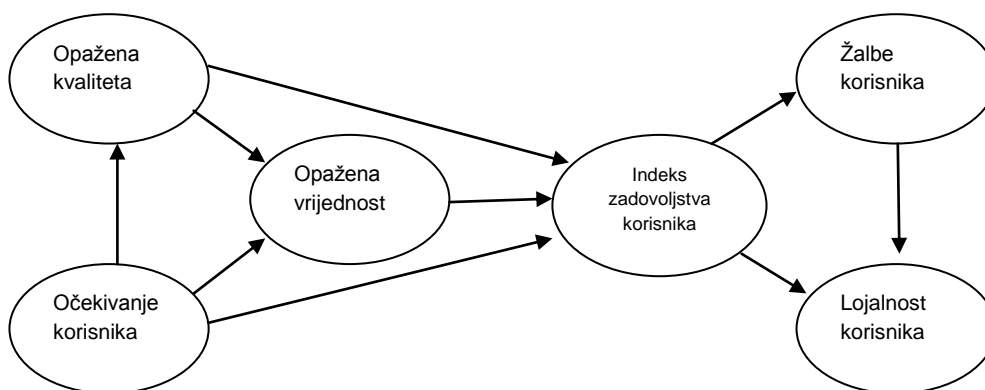 Opažena
kvaliteta
Očekivanje
korisnika
Opažena
vrijednost
Indeks
zadovoljstva
korisnika
Žalbe
korisnika
Lojalnost
korisnika